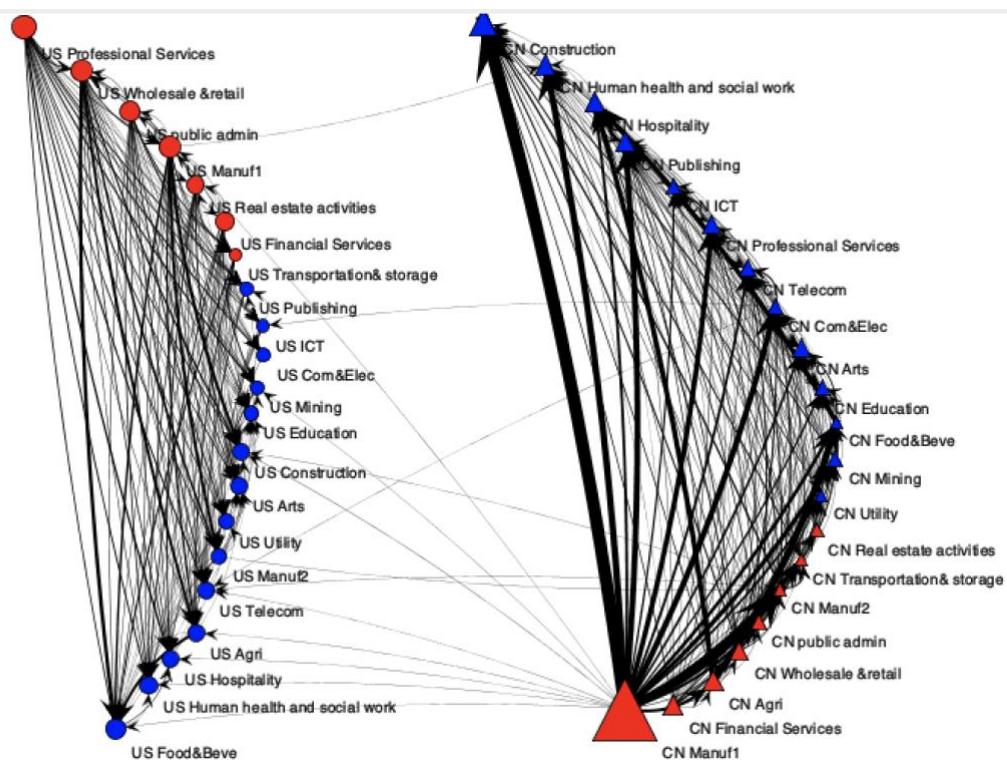 US Professional Services
US Wholesale &retail
US public admin
US Manuf1
US Real estate activities
US Financial Services
US Transportation& storage
US Publishing
US ICT
US Com&Elec
US Mining
US Education
US Construction
US Arts
US Utility
US Manuf2
US Telecom
US Agri
US Hospitality
US Human health and social work
US Food&Beve
CN Construction
CN Human health and social work
CN Hospitality
CN Publishing
CN ICT
CN Professional Services
CN Telecom
CN Com&Elec
CN Arts
CN Education
CN Food&Beve
CN Mining
CN Utility
CN Real estate activities
CN Transportation& storage
CN Manuf2
CN public admin
CN Wholesale &retail
CN Agri
CN Financial Services
CN Manuf1